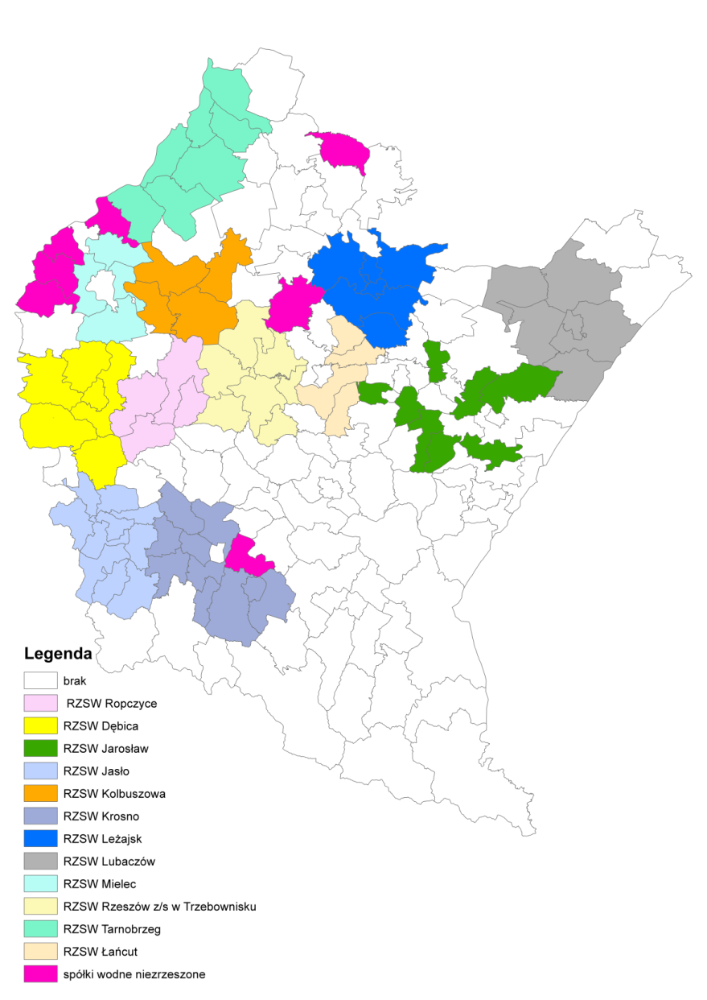 Legenda
brak
RZSW Ropczyce
RZSW Dębica
RZSW Jarosław
RZSW Jasło
RZSW Kolbuszowa
RZSW Krosno
RZSW Leżajsk
RZSW Lubaczów
RZSW Mielec
RZSW Rzeszów z/s w Trzebownisku
RZSW Tarnobrzeg
RZSW Łańcut
spółki wodne niezrzeszone